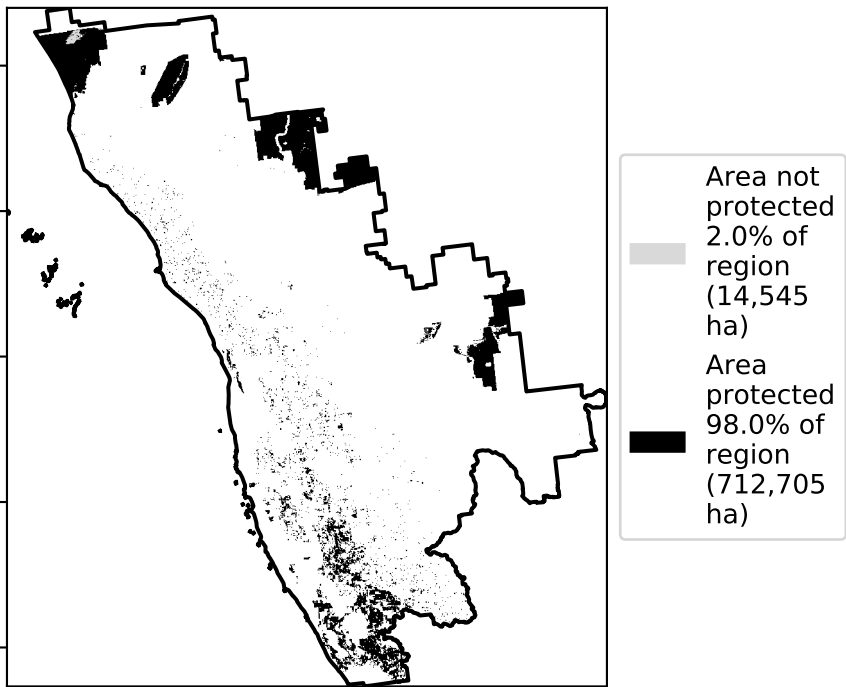 Area not
protected
2.0% of
region
(14,545
ha)
Area
protected
98.0% of
region
(712,705
ha)